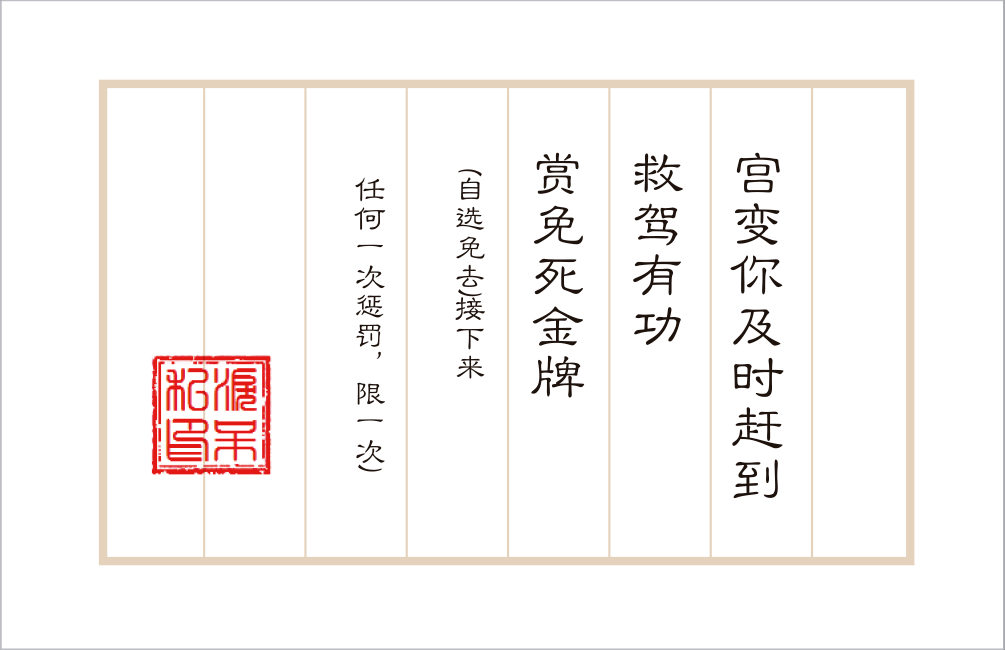 宫变你及时赶到
救驾有功
赏免死金牌
(自选免去)接下来
任何一次惩罚，限一次)